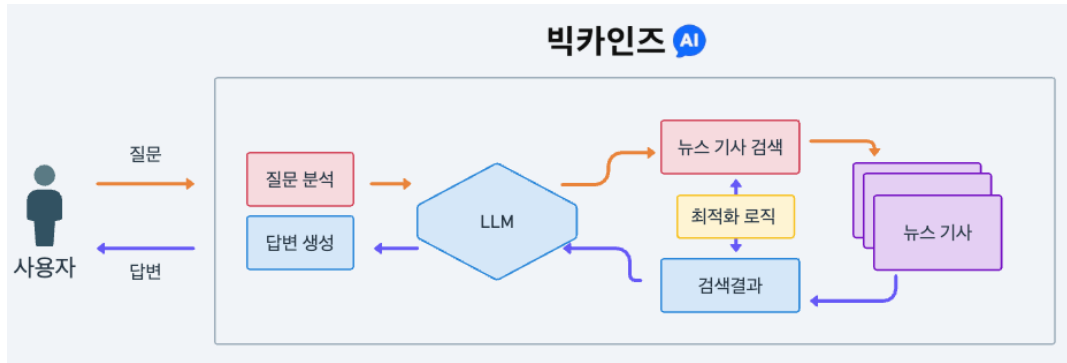 빅카인즈 AI
질문
질문 분석
LLM
뉴스 기사 검색
최적화 로직
뉴스 기사
답변 생성
검색결과
사용자
답변